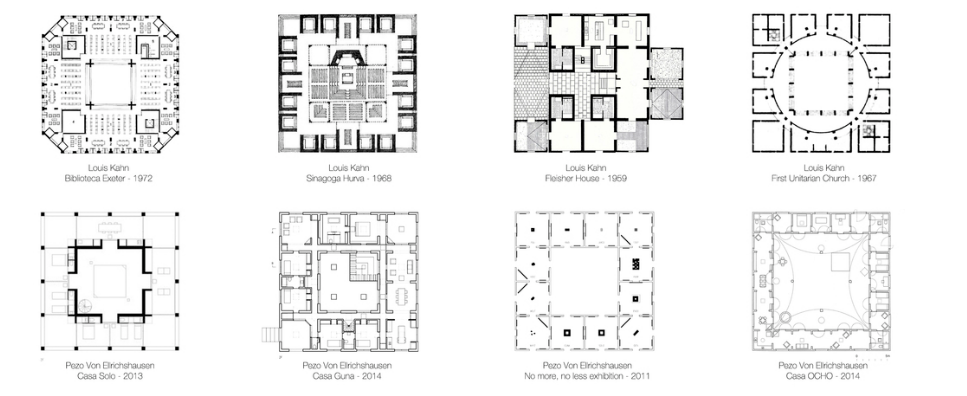 Louis Kahn
Biblioteca Exeter - 1972
Louis Kahn
Sinagoga Hurva - 1968
Louis Kahn
Fleisher House - 1959
Louis Kahn
First Unitarian Church - 1967
Pezo Von Ellrichshausen
Casa Solo - 2013
Pezo Von Ellrichshausen
Casa Guna - 2014
Pezo Von Ellrichshausen
No more, no less exhibition - 2011
Pezo Von Ellrichshausen
Casa OCHO - 2014